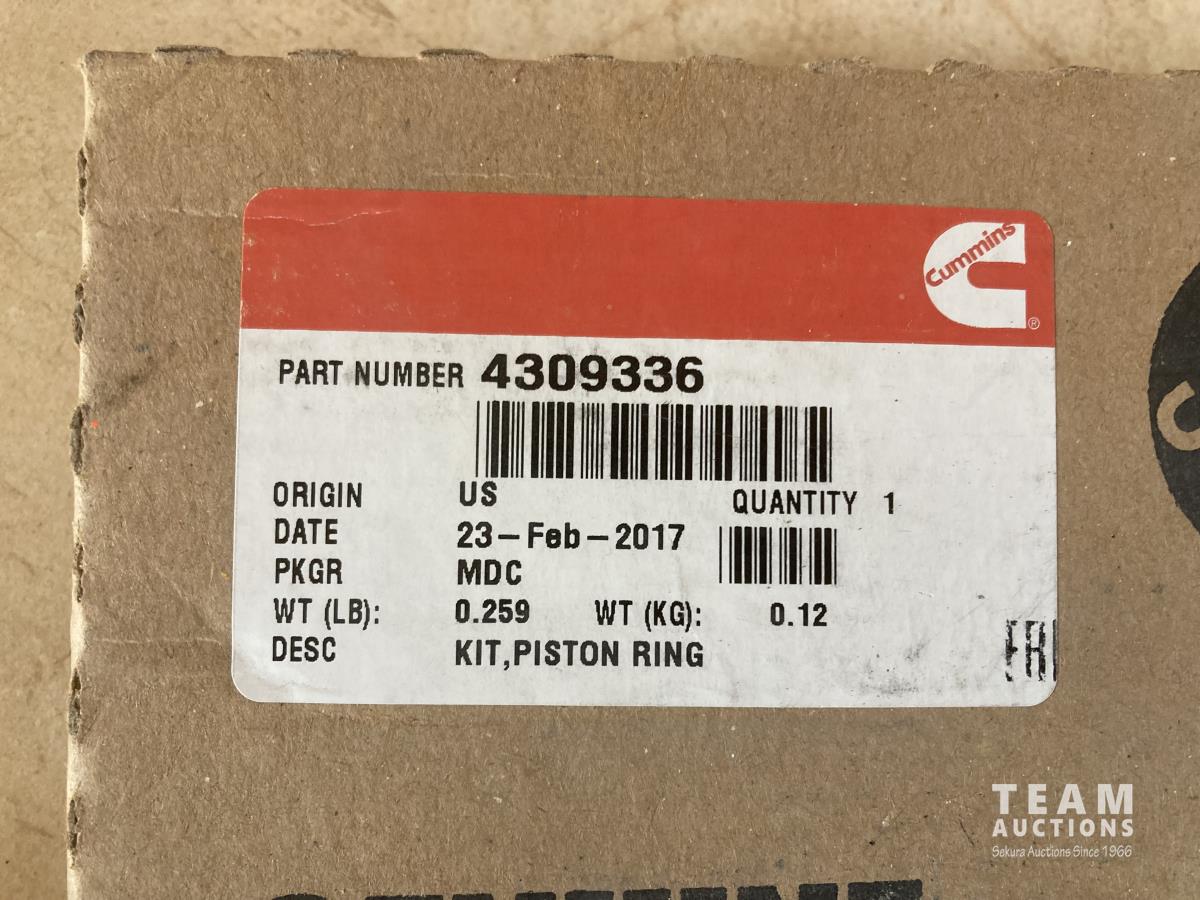 Cummins
®
PART NUMBER 4309336
ORIGIN US QUANTITY 1
DATE 23-Feb-2017
PKGR MDC
WT (LB): 0.259 WT (KG): 0.12
DESC KIT,PISTON RING
TEAM
AUCTIONS
Sakura Auctions Since 1966